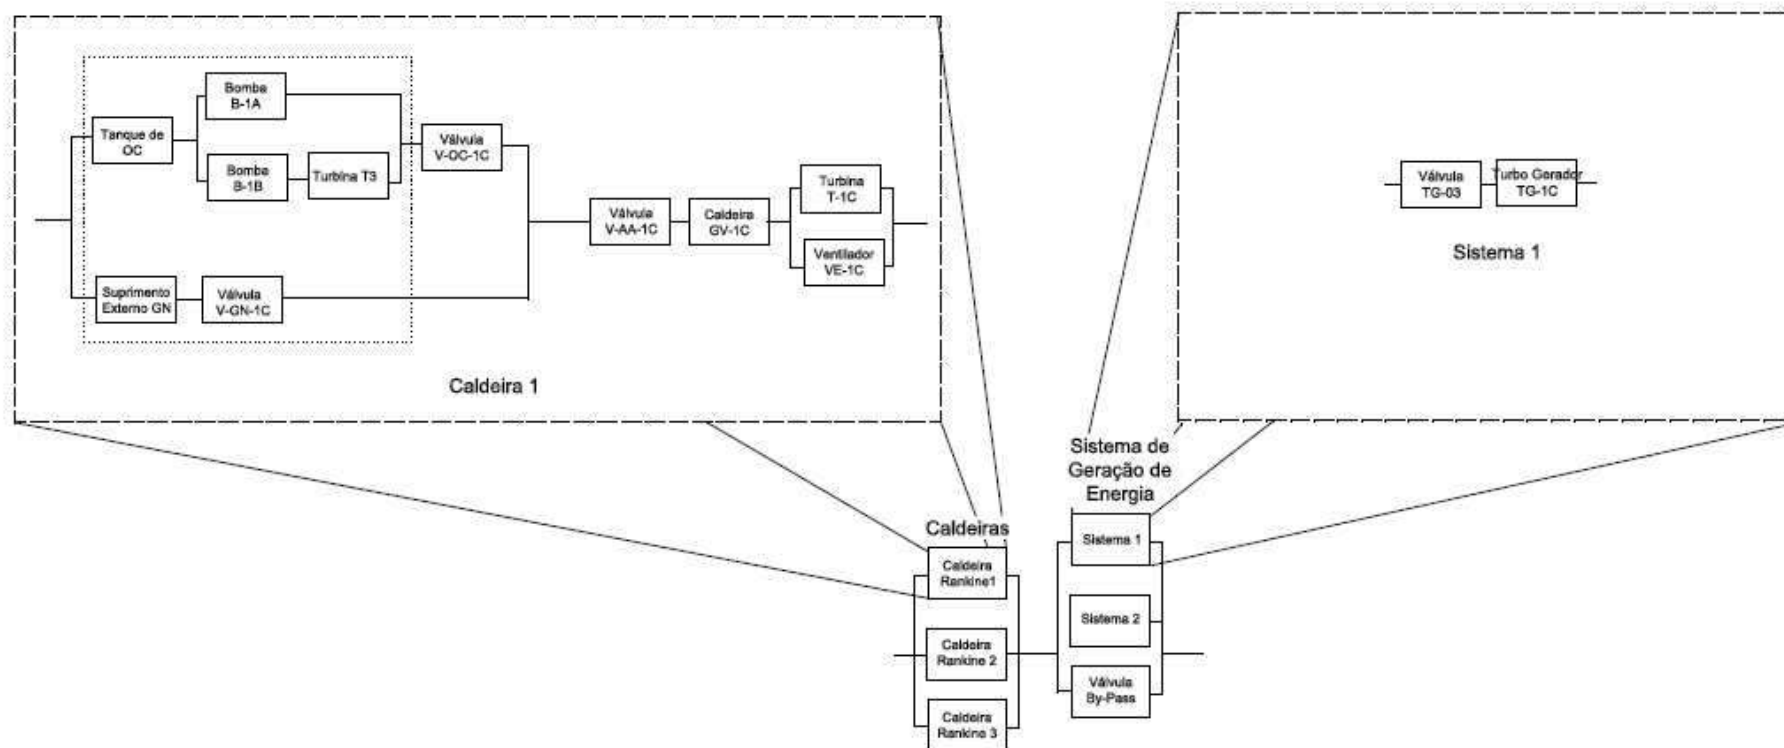 Bomba
B-1A
Tanque de
OC
Válvula
V-OC-1C
Bomba
B-1B
Turbina T3
Turbina
T-1C
Válvula
V-AA-1C
Caldeira
GV-1C
Ventilador
VE-1C
Suprimento
Externo GN
Válvula
V-GN-1C
Caldeira 1
Válvula
TG-03
Turbo Gerador
TG-1C
Sistema 1
Sistema de
Geração de
Energia
Caldeiras
Caldeira
Rankine1
Caldeira
Rankine 2
Caldeira
Rankine 3
Sistema 1
Sistema 2
Válvula
By-Pass